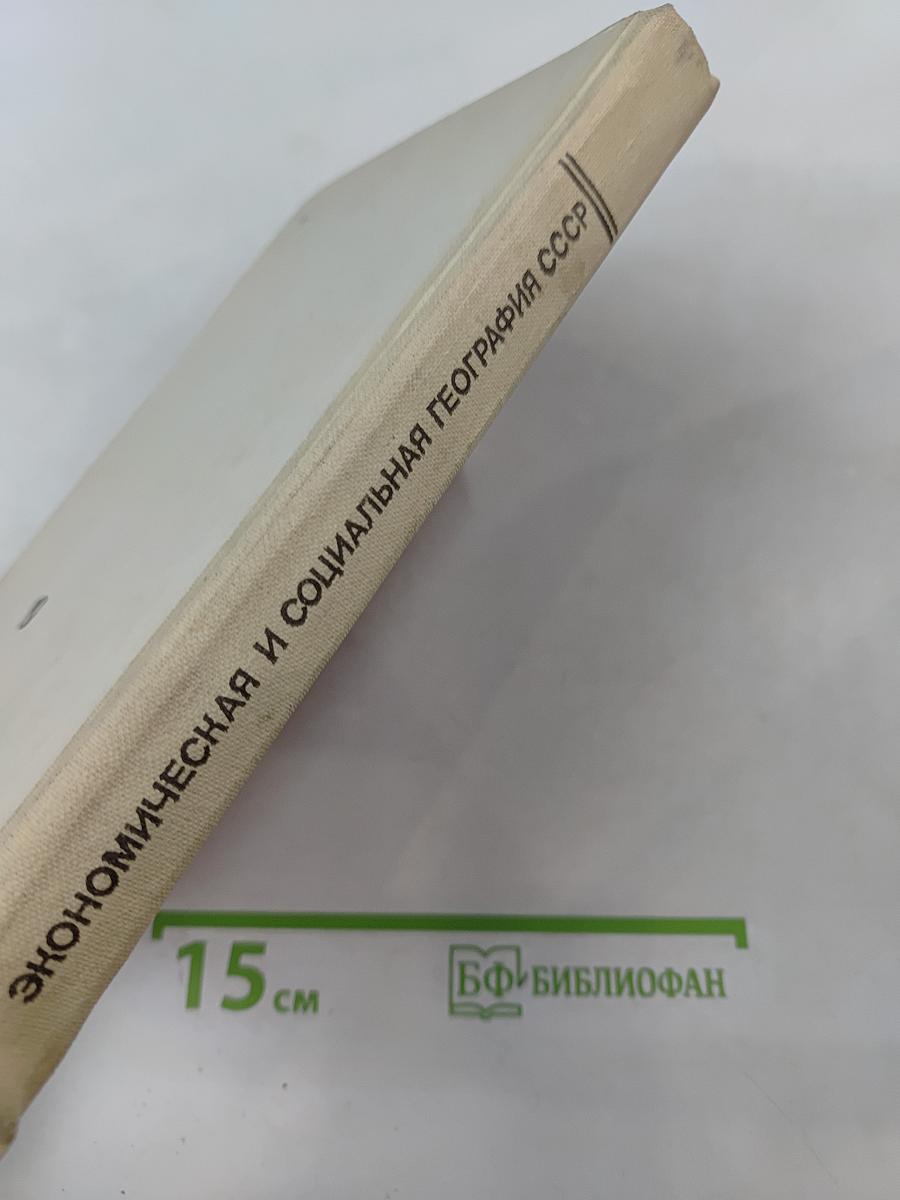 ЭКОНОМИЧЕСКАЯ И СОЦИАЛЬНАЯ ГЕОГРАФИЯ СССР
15 см
БФ БИБЛИОФАН